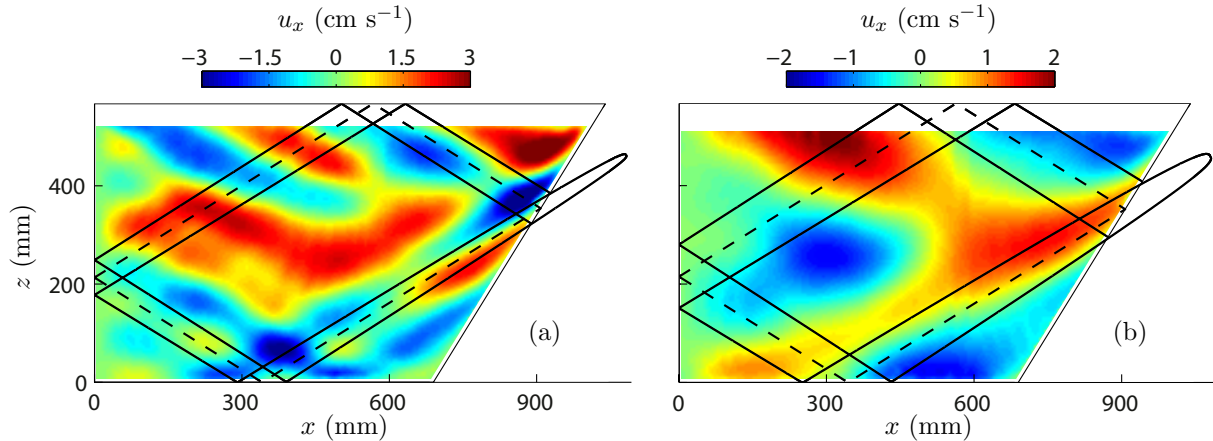 u_x (cm s⁻¹)
−3 −1.5 0 1.5 3
u_x (cm s⁻¹)
−2 −1 0 1 2
z (mm)
400
200
0
(a)
(b)
0 300 600 900
x (mm)
0 300 600 900
x (mm)